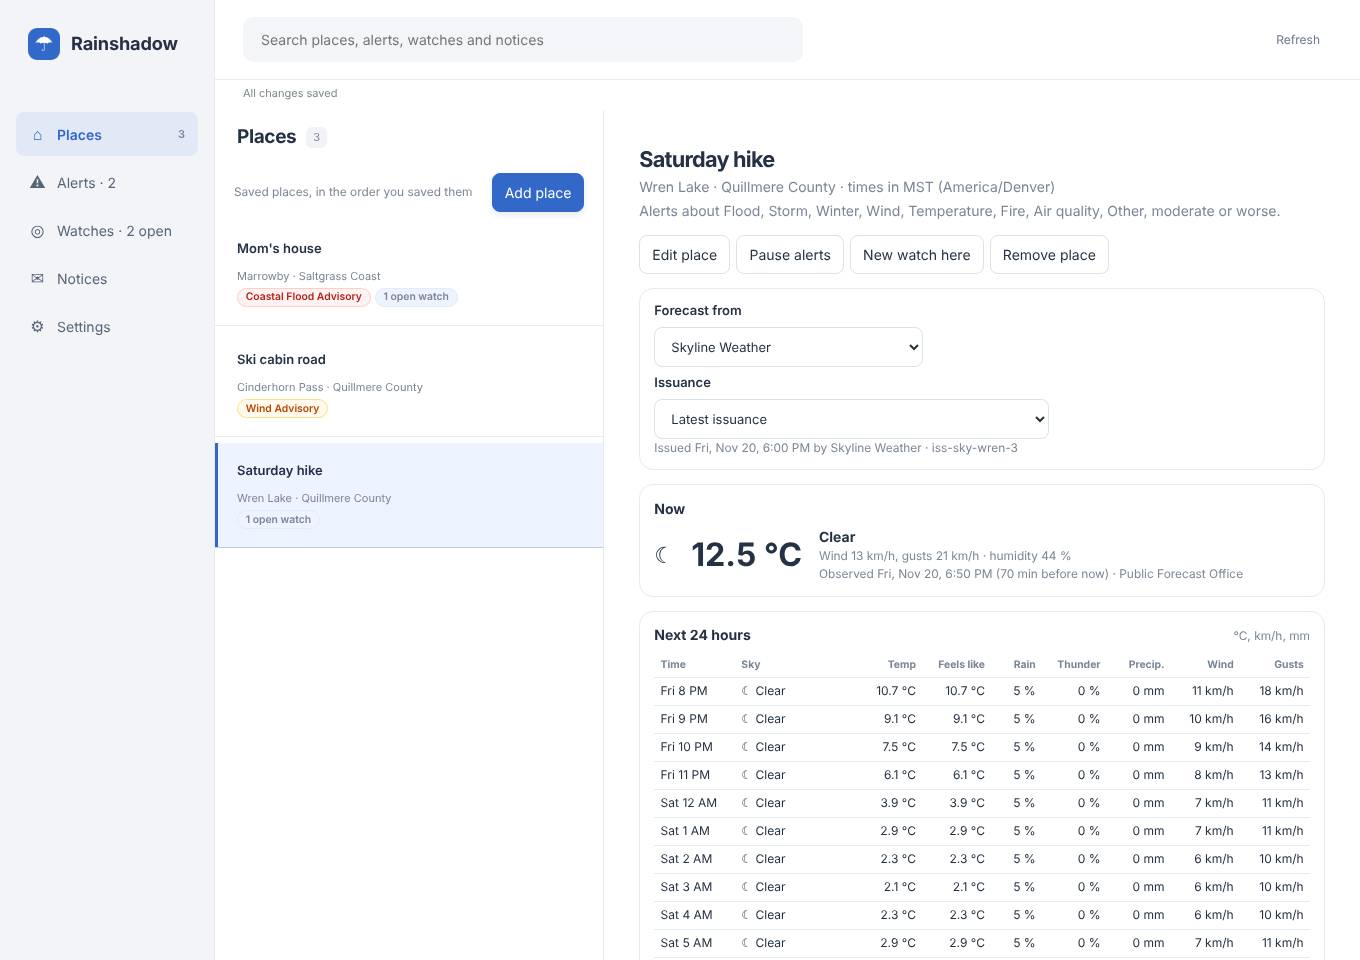 Rainshadow
Search places, alerts, watches and notices
Refresh
All changes saved
Places 3
Alerts · 2
Watches · 2 open
Notices
Settings
Places 3
Saved places, in the order you saved them
Add place
Mom's house
Marrowby · Saltgrass Coast
Coastal Flood Advisory 1 open watch
Ski cabin road
Cinderhorn Pass · Quillmere County
Wind Advisory
Saturday hike
Wren Lake · Quillmere County
1 open watch
Saturday hike
Wren Lake · Quillmere County · times in MST (America/Denver)
Alerts about Flood, Storm, Winter, Wind, Temperature, Fire, Air quality, Other, moderate or worse.
Edit place Pause alerts New watch here Remove place
Forecast from
Skyline Weather
Issuance
Latest issuance
Issued Fri, Nov 20, 6:00 PM by Skyline Weather · iss-sky-wren-3
Now
12.5 °C
Clear
Wind 13 km/h, gusts 21 km/h · humidity 44 %
Observed Fri, Nov 20, 6:50 PM (70 min before now) · Public Forecast Office
Next 24 hours °C, km/h, mm
Time Sky Temp Feels like Rain Thunder Precip. Wind Gusts
Fri 8 PM ☾ Clear 10.7 °C 10.7 °C 5 % 0 % 0 mm 11 km/h 18 km/h
Fri 9 PM ☾ Clear 9.1 °C 9.1 °C 5 % 0 % 0 mm 10 km/h 16 km/h
Fri 10 PM ☾ Clear 7.5 °C 7.5 °C 5 % 0 % 0 mm 9 km/h 14 km/h
Fri 11 PM ☾ Clear 6.1 °C 6.1 °C 5 % 0 % 0 mm 8 km/h 13 km/h
Sat 12 AM ☾ Clear 3.9 °C 3.9 °C 5 % 0 % 0 mm 7 km/h 11 km/h
Sat 1 AM ☾ Clear 2.9 °C 2.9 °C 5 % 0 % 0 mm 7 km/h 11 km/h
Sat 2 AM ☾ Clear 2.3 °C 2.3 °C 5 % 0 % 0 mm 6 km/h 10 km/h
Sat 3 AM ☾ Clear 2.1 °C 2.1 °C 5 % 0 % 0 mm 6 km/h 10 km/h
Sat 4 AM ☾ Clear 2.3 °C 2.3 °C 5 % 0 % 0 mm 6 km/h 10 km/h
Sat 5 AM ☾ Clear 2.9 °C 2.9 °C 5 % 0 % 0 mm 7 km/h 11 km/h